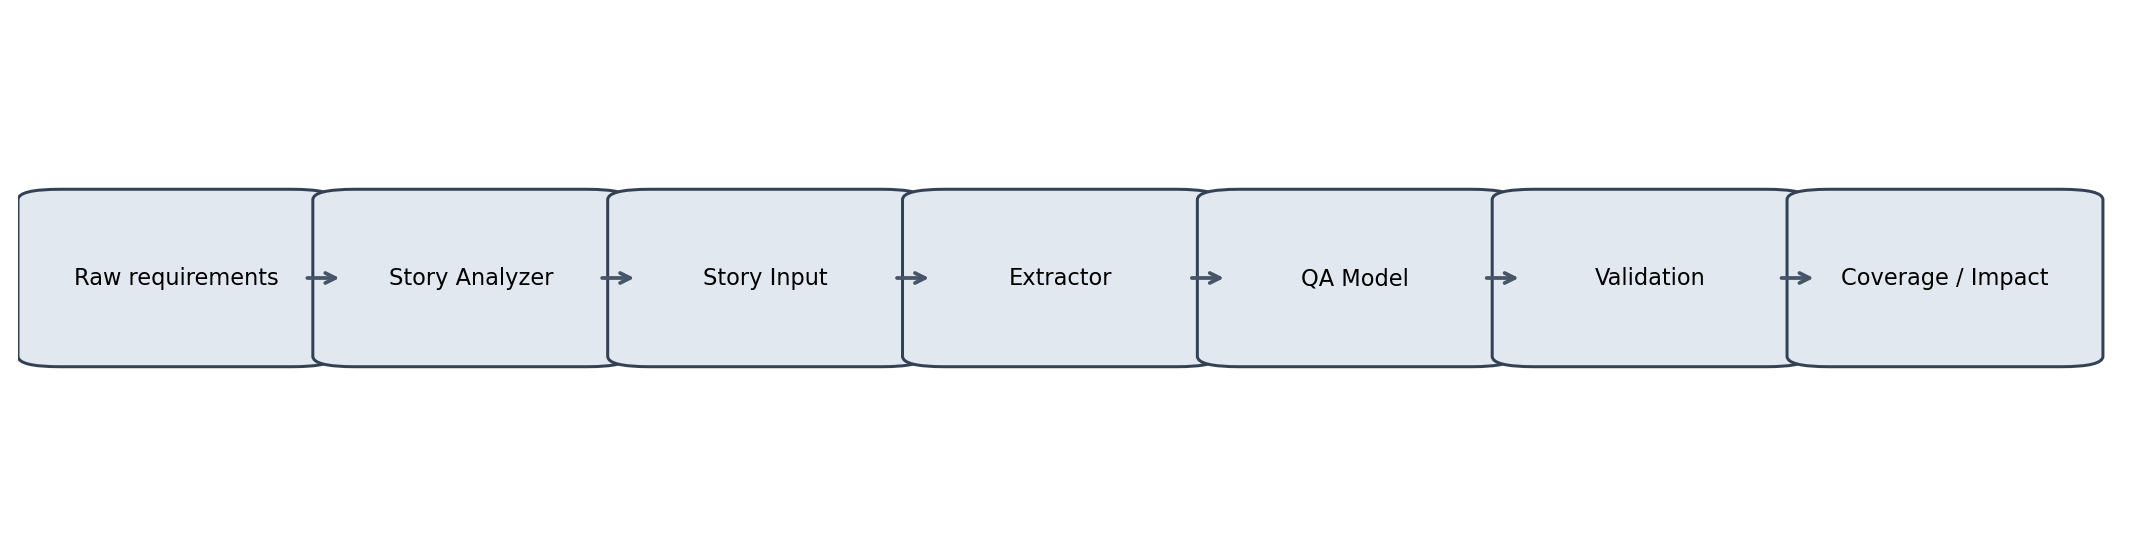 Raw requirements
Story Analyzer
Story Input
Extractor
QA Model
Validation
Coverage / Impact